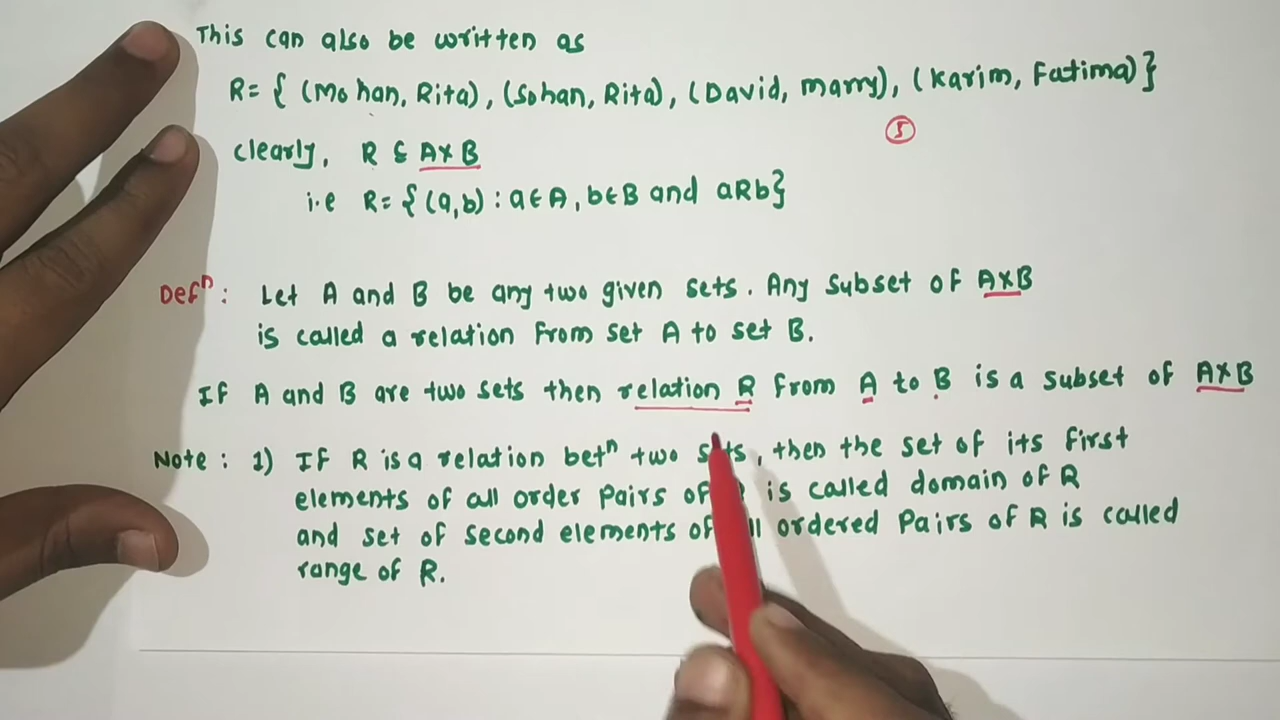 This can also be written as
R= { (Mohan, Rita), (Sohan, Rita), (David, marry), (Karim, Fatima)}
5
clearly, R ⊆ A×B
i.e R= {(a,b) : a∈A, b∈B and aRb}
Defⁿ: Let A and B be any two given sets. Any subset of A×B
is called a relation from set A to set B.
If A and B are two sets then relation R from A to B is a subset of A×B
Note: 1) If R is a relation betⁿ two sets, then the set of its first
elements of all order pairs of R is called domain of R
and set of second elements of all ordered pairs of R is called
range of R.